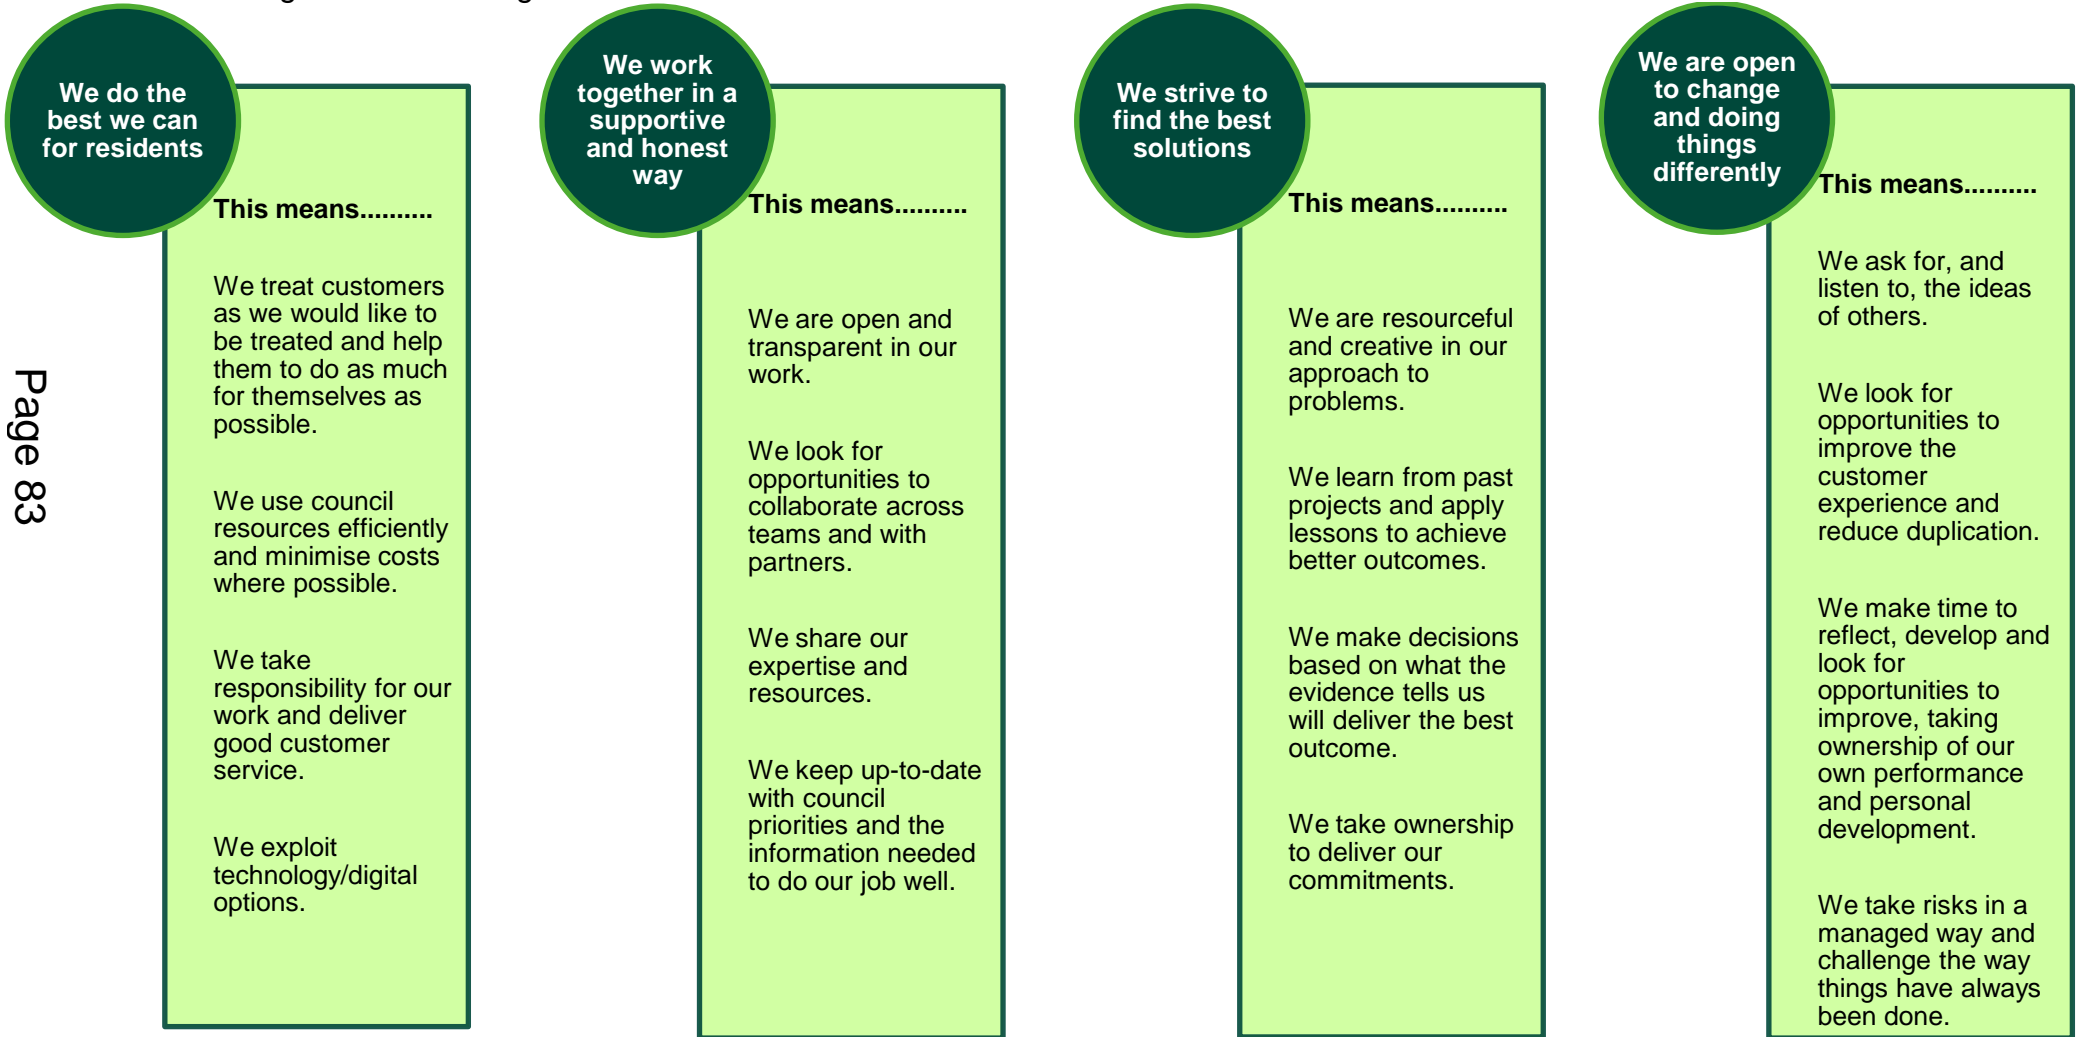 We do the
best we can
for residents
This means..........
We treat customers
as we would like to
be treated and help
them to do as much
for themselves as
possible.
We use council
resources efficiently
and minimise costs
where possible.
We take
responsibility for our
work and deliver
good customer
service.
We exploit
technology/digital
options.
We work
together in a
supportive
and honest
way
This means..........
We are open and
transparent in our
work.
We look for
opportunities to
collaborate across
teams and with
partners.
We share our
expertise and
resources.
We keep up-to-date
with council
priorities and the
information needed
to do our job well.
We strive to
find the best
solutions
This means..........
We are resourceful
and creative in our
approach to
problems.
We learn from past
projects and apply
lessons to achieve
better outcomes.
We make decisions
based on what the
evidence tells us
will deliver the best
outcome.
We take ownership
to deliver our
commitments.
We are open
to change
and doing
things
differently
This means..........
We ask for, and
listen to, the ideas
of others.
We look for
opportunities to
improve the
customer
experience and
reduce duplication.
We make time to
reflect, develop and
look for
opportunities to
improve, taking
ownership of our
own performance
and personal
development.
We take risks in a
managed way and
challenge the way
things have always
been done.
Page 83